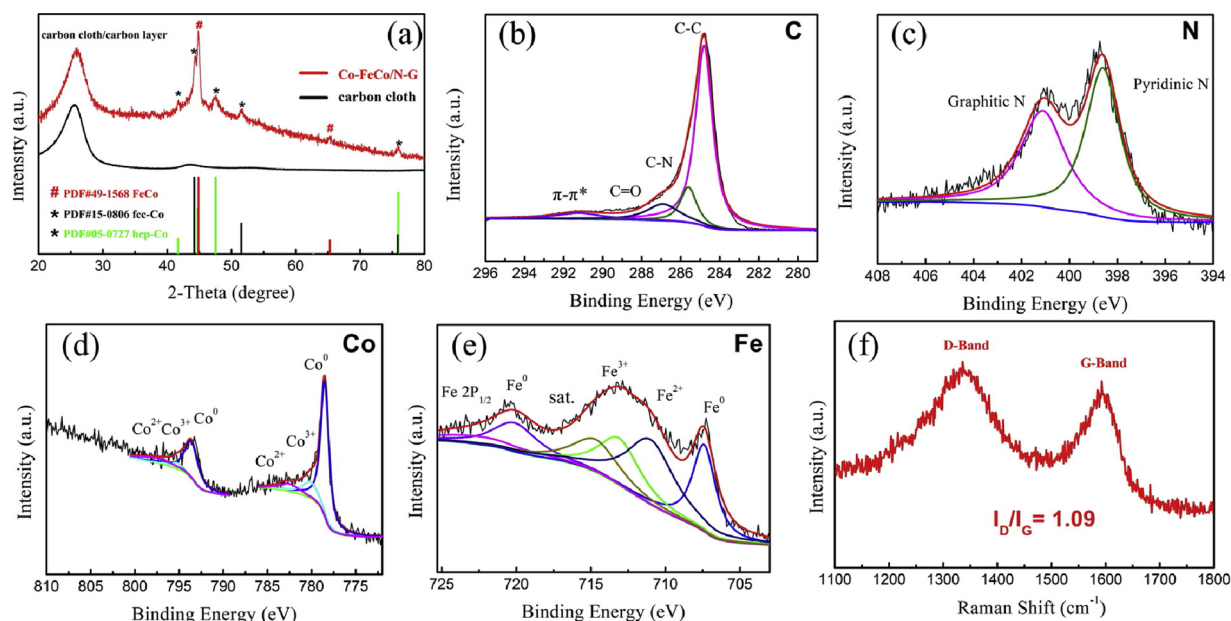 (a)
carbon cloth/carbon layer
#
*
Co-FeCo/N-G
carbon cloth
* * *
#
*
# PDF#49-1568 FeCo
* PDF#15-0806 fcc-Co
* PDF#05-0727 hcp-Co
Intensity (a.u.)
20 30 40 50 60 70 80
2-Theta (degree)
(b)
C
C-C
C-N
C=O
π-π*
Intensity (a.u.)
296 294 292 290 288 286 284 282 280
Binding Energy (eV)
(c)
N
Pyridinic N
Graphitic N
Intensity (a.u.)
408 406 404 402 400 398 396 394
Binding Energy (eV)
(d)
Co
Co⁰
Co²⁺ Co³⁺ Co⁰
Co³⁺
Co²⁺
Intensity (a.u.)
810 805 800 795 790 785 780 775
Binding Energy (eV)
(e)
Fe
Fe 2P1/2
Fe⁰
sat.
Fe³⁺
Fe²⁺
Fe⁰
Intensity (a.u.)
725 720 715 710 705
Binding Energy (eV)
(f)
D-Band
G-Band
I_D/I_G= 1.09
Intensity (a.u.)
1100 1200 1300 1400 1500 1600 1700 1800
Raman Shift (cm⁻¹)